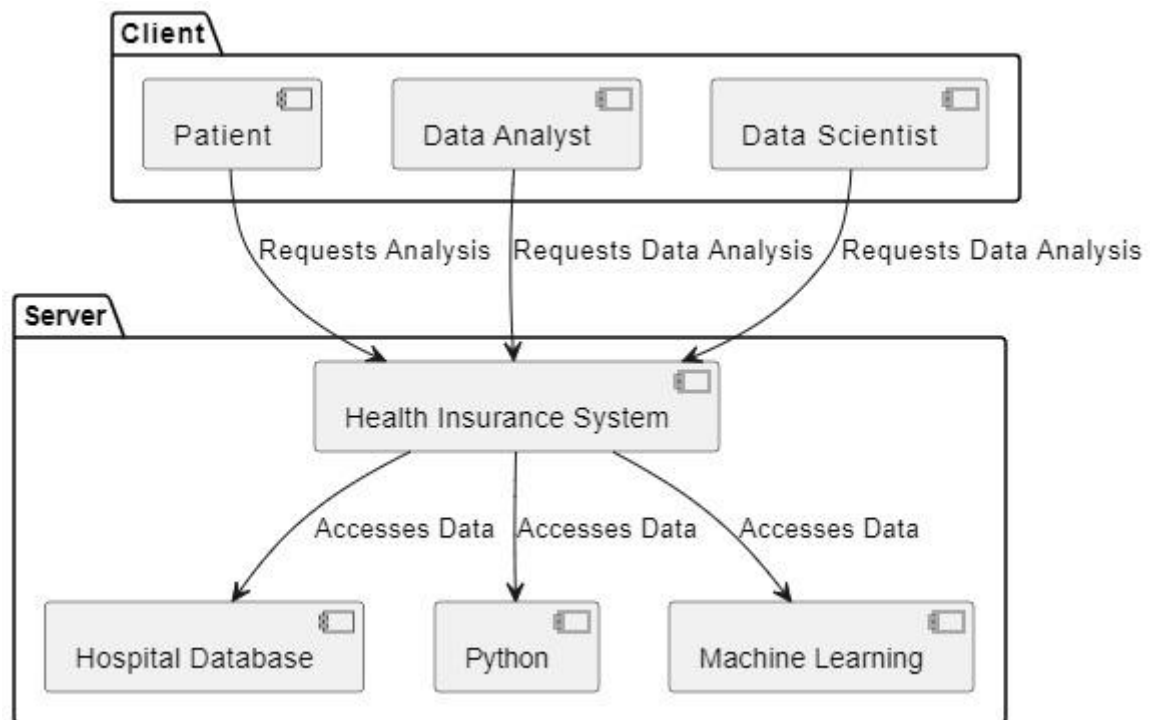 Client
Patient
Data Analyst
Data Scientist
Requests Analysis
Requests Data Analysis
Requests Data Analysis
Server
Health Insurance System
Accesses Data
Accesses Data
Accesses Data
Hospital Database
Python
Machine Learning